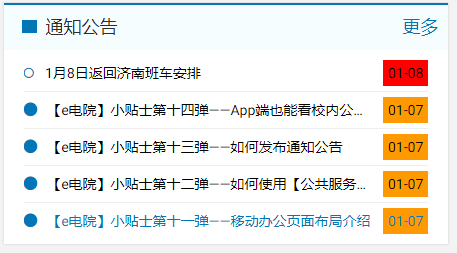 通知公告 更多
1月8日返回济南班车安排 01-08
【e电院】小贴士第十四弹——App端也能看校内公... 01-07
【e电院】小贴士第十三弹——如何发布通知公告 01-07
【e电院】小贴士第十二弹——如何使用【公共服务... 01-07
【e电院】小贴士第十一弹——移动办公页面布局介绍 01-07